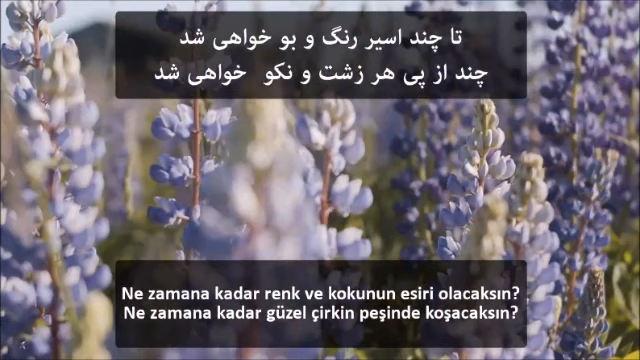 تا چند اسیر رنگ و بو خواهی شد
چند از پی هر زشت و نکو خواهی شد
Ne zamana kadar renk ve kokunun esiri olacaksın?
Ne zamana kadar güzel çirkin peşinde koşacaksın?